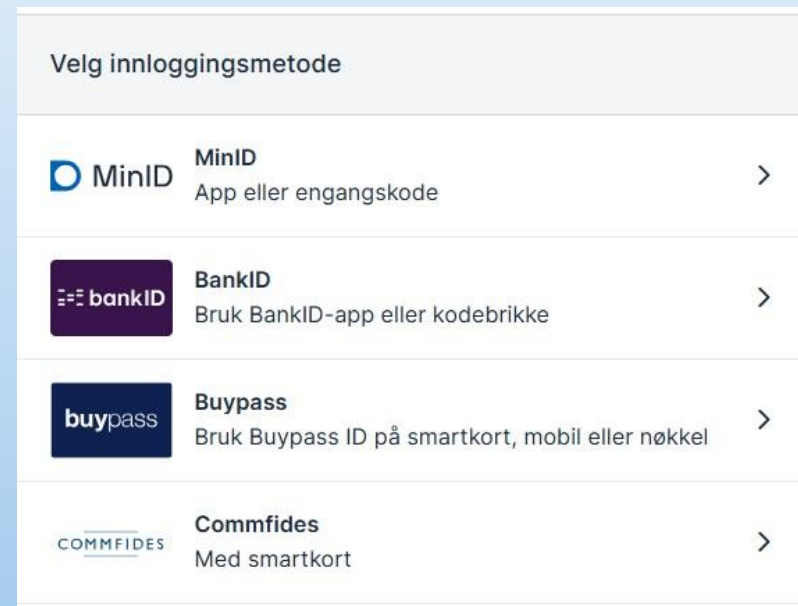 Velg innloggingsmetode
MinID
MinID
App eller engangskode
bankID
BankID
Bruk BankID-app eller kodebrikke
buypass
Buypass
Bruk Buypass ID på smartkort, mobil eller nøkkel
COMMFIDES
Commfides
Med smartkort